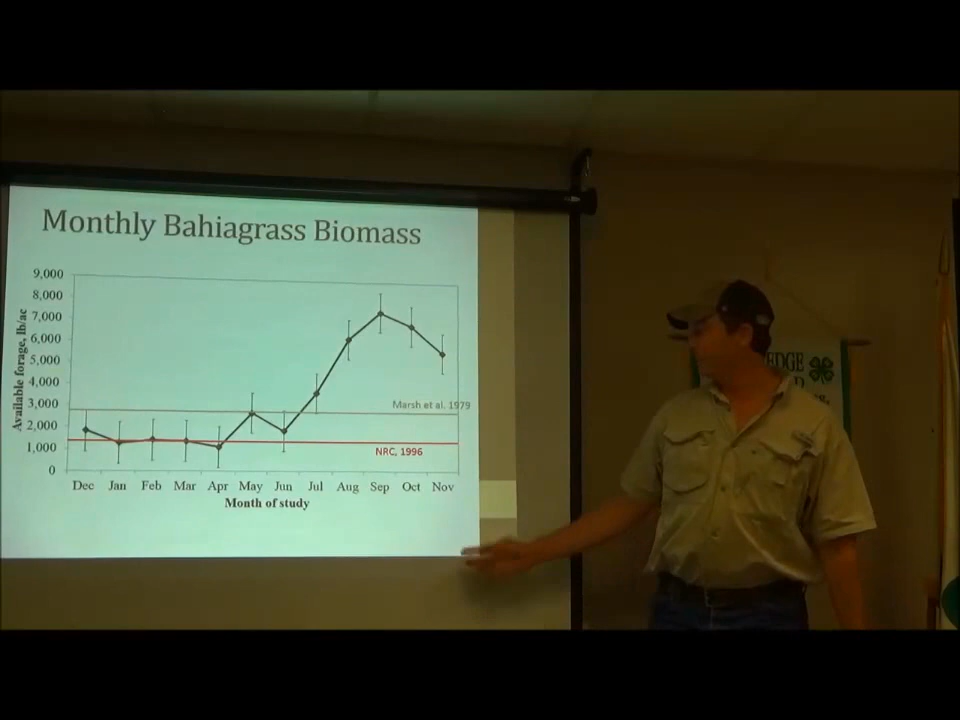 Monthly Bahiagrass Biomass
Available forage, lb/ac
9,000
8,000
7,000
6,000
5,000
4,000
3,000
2,000
1,000
0
Marsh et al. 1979
NRC, 1996
Dec Jan Feb Mar Apr May Jun Jul Aug Sep Oct Nov
Month of study
EDGE